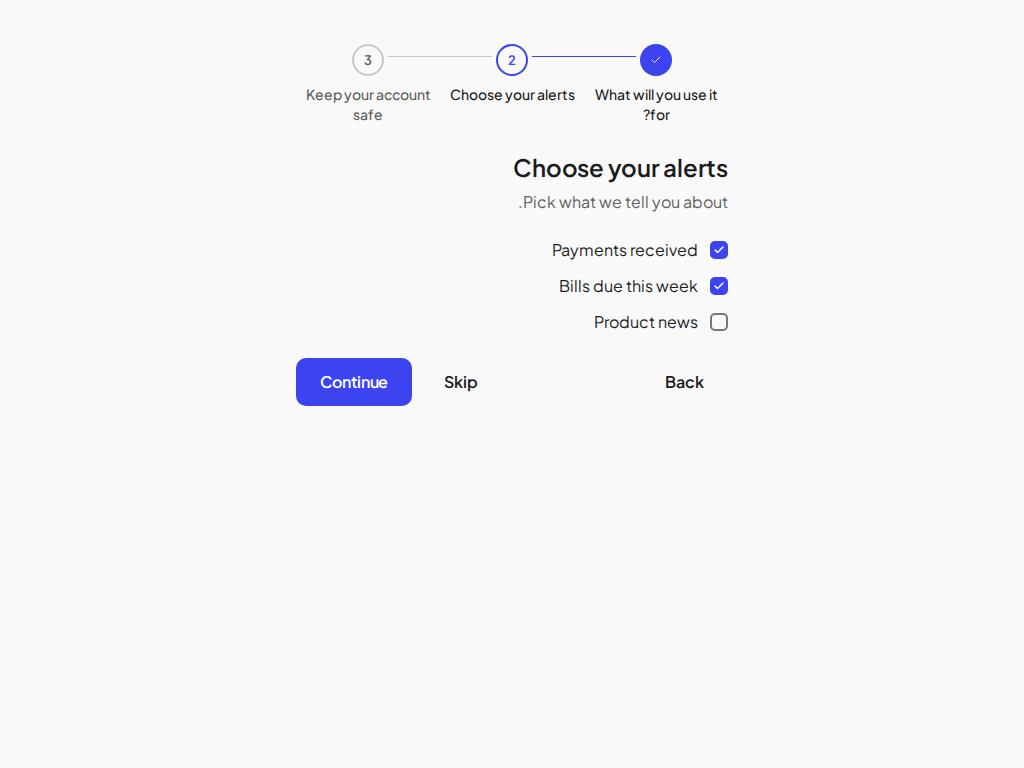 What will you use it
?for
2
Choose your alerts
3
Keep your account
safe
Choose your alerts
.Pick what we tell you about
Payments received
Bills due this week
Product news
Back
Skip
Continue